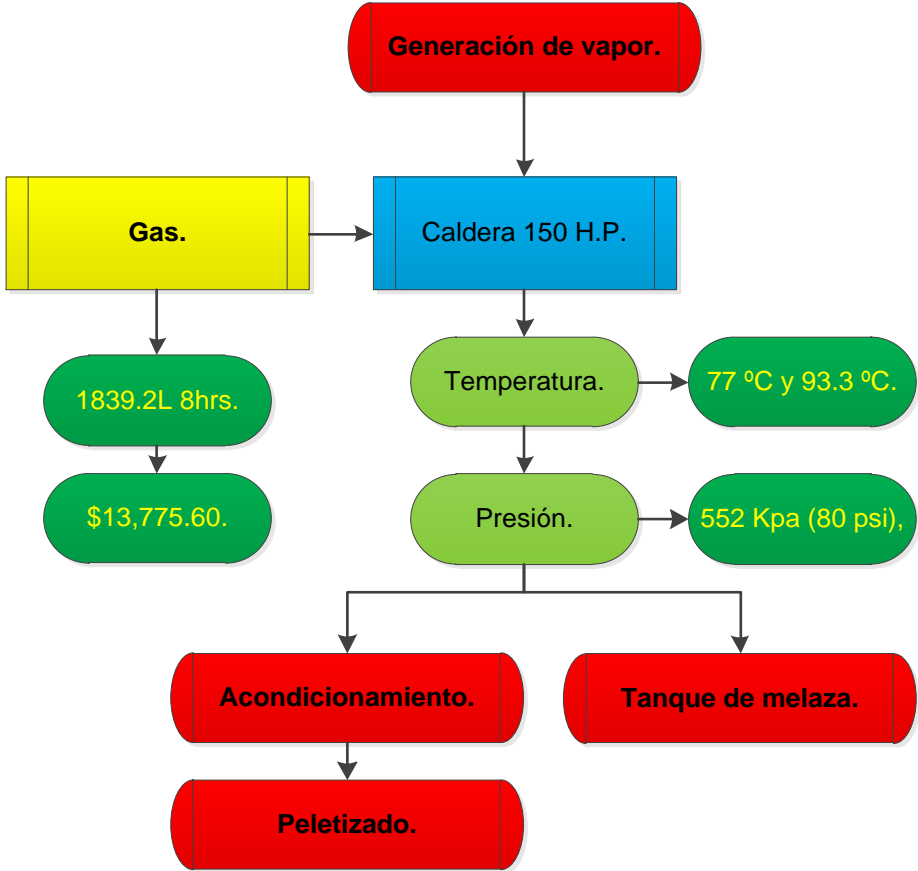 Generación de vapor.
Gas.
Caldera 150 H.P.
1839.2L 8hrs.
Temperatura.
77 ºC y 93.3 ºC.
$13,775.60.
Presión.
552 Kpa (80 psi),
Acondicionamiento.
Tanque de melaza.
Peletizado.